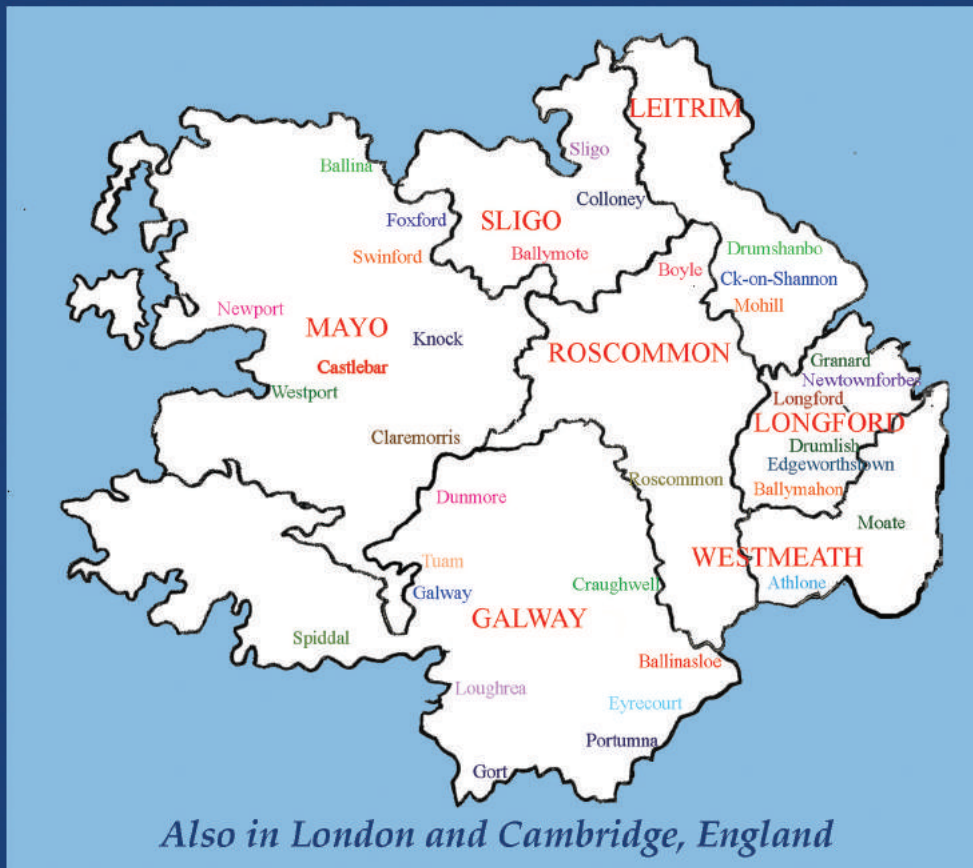 LEITRIM
Sligo
Ballina
Colloney
Foxford
SLIGO
Swinford
Ballymote
Drumshanbo
Boyle
Ck-on-Shannon
Mohill
Newport
MAYO
Knock
ROSCOMMON
Castlebar
Granard
Newtownforbes
Westport
Longford
LONGFORD
Claremorris
Drumlish
Edgeworthstown
Roscommon
Ballymahon
Dunmore
Moate
WESTMEATH
Tuam
Athlone
Galway
Craughwell
GALWAY
Spiddal
Ballinasloe
Loughrea
Eyrecourt
Portumna
Gort
Also in London and Cambridge, England